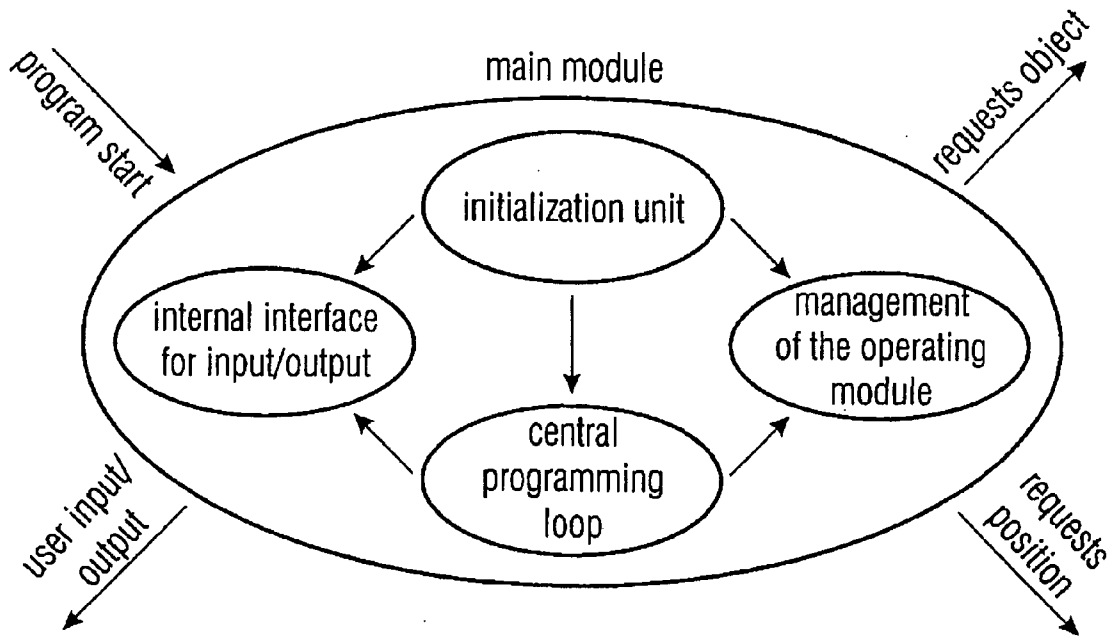 program start
main module
requests object
initialization unit
internal interface
for input/output
management
of the operating
module
central
programming
loop
user input/
output
requests
position